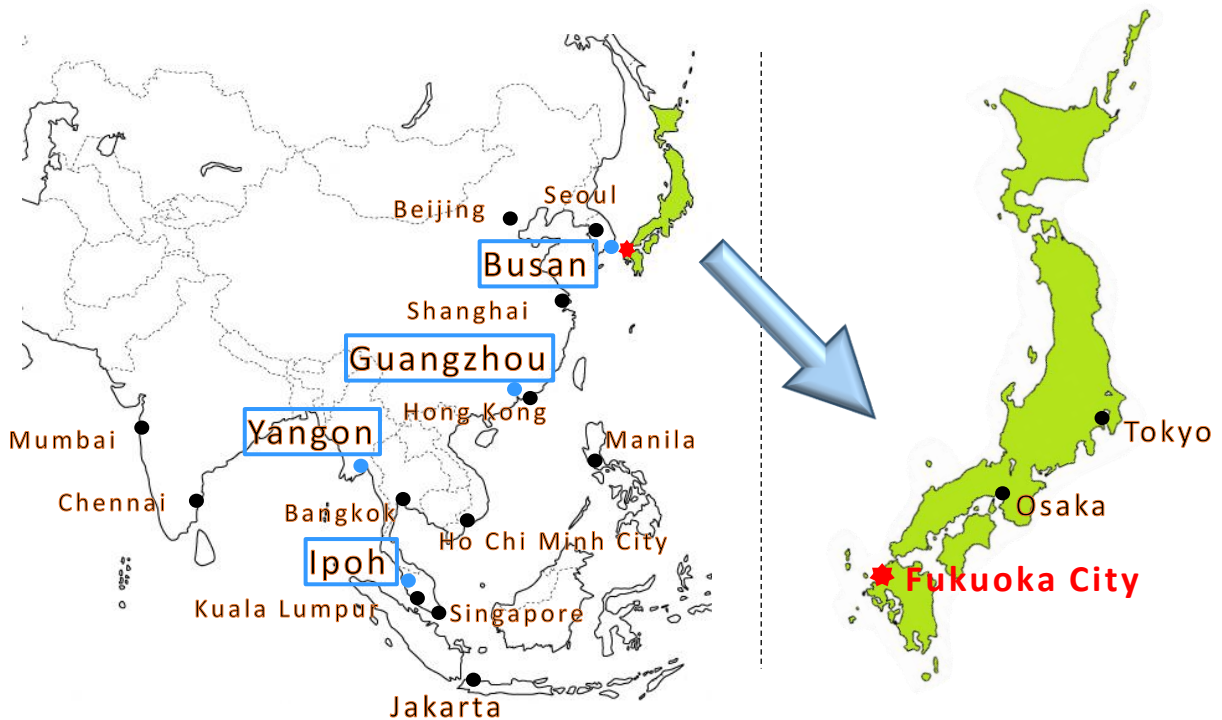 Seoul
Beijing
Busan
Shanghai
Guangzhou
Hong Kong
Yangon
Mumbai
Manila
Chennai
Bangkok
Ho Chi Minh City
Ipoh
Kuala Lumpur
Singapore
Jakarta
Tokyo
Osaka
Fukuoka City